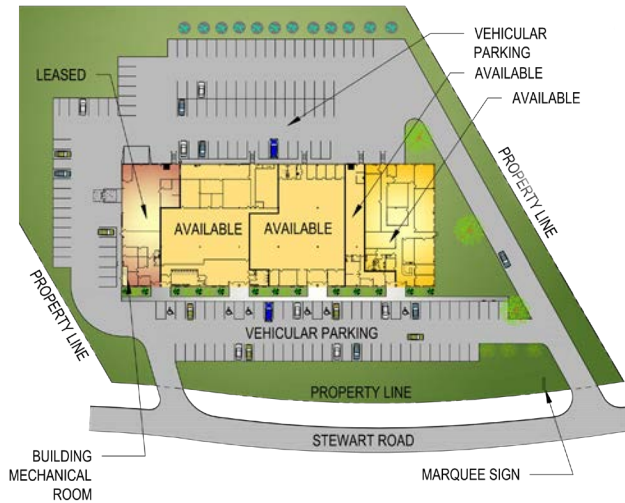 VEHICULAR
PARKING
LEASED
AVAILABLE
AVAILABLE
PROPERTY LINE
AVAILABLE
AVAILABLE
PROPERTY LINE
VEHICULAR PARKING
PROPERTY LINE
STEWART ROAD
BUILDING
MECHANICAL
ROOM
MARQUEE SIGN